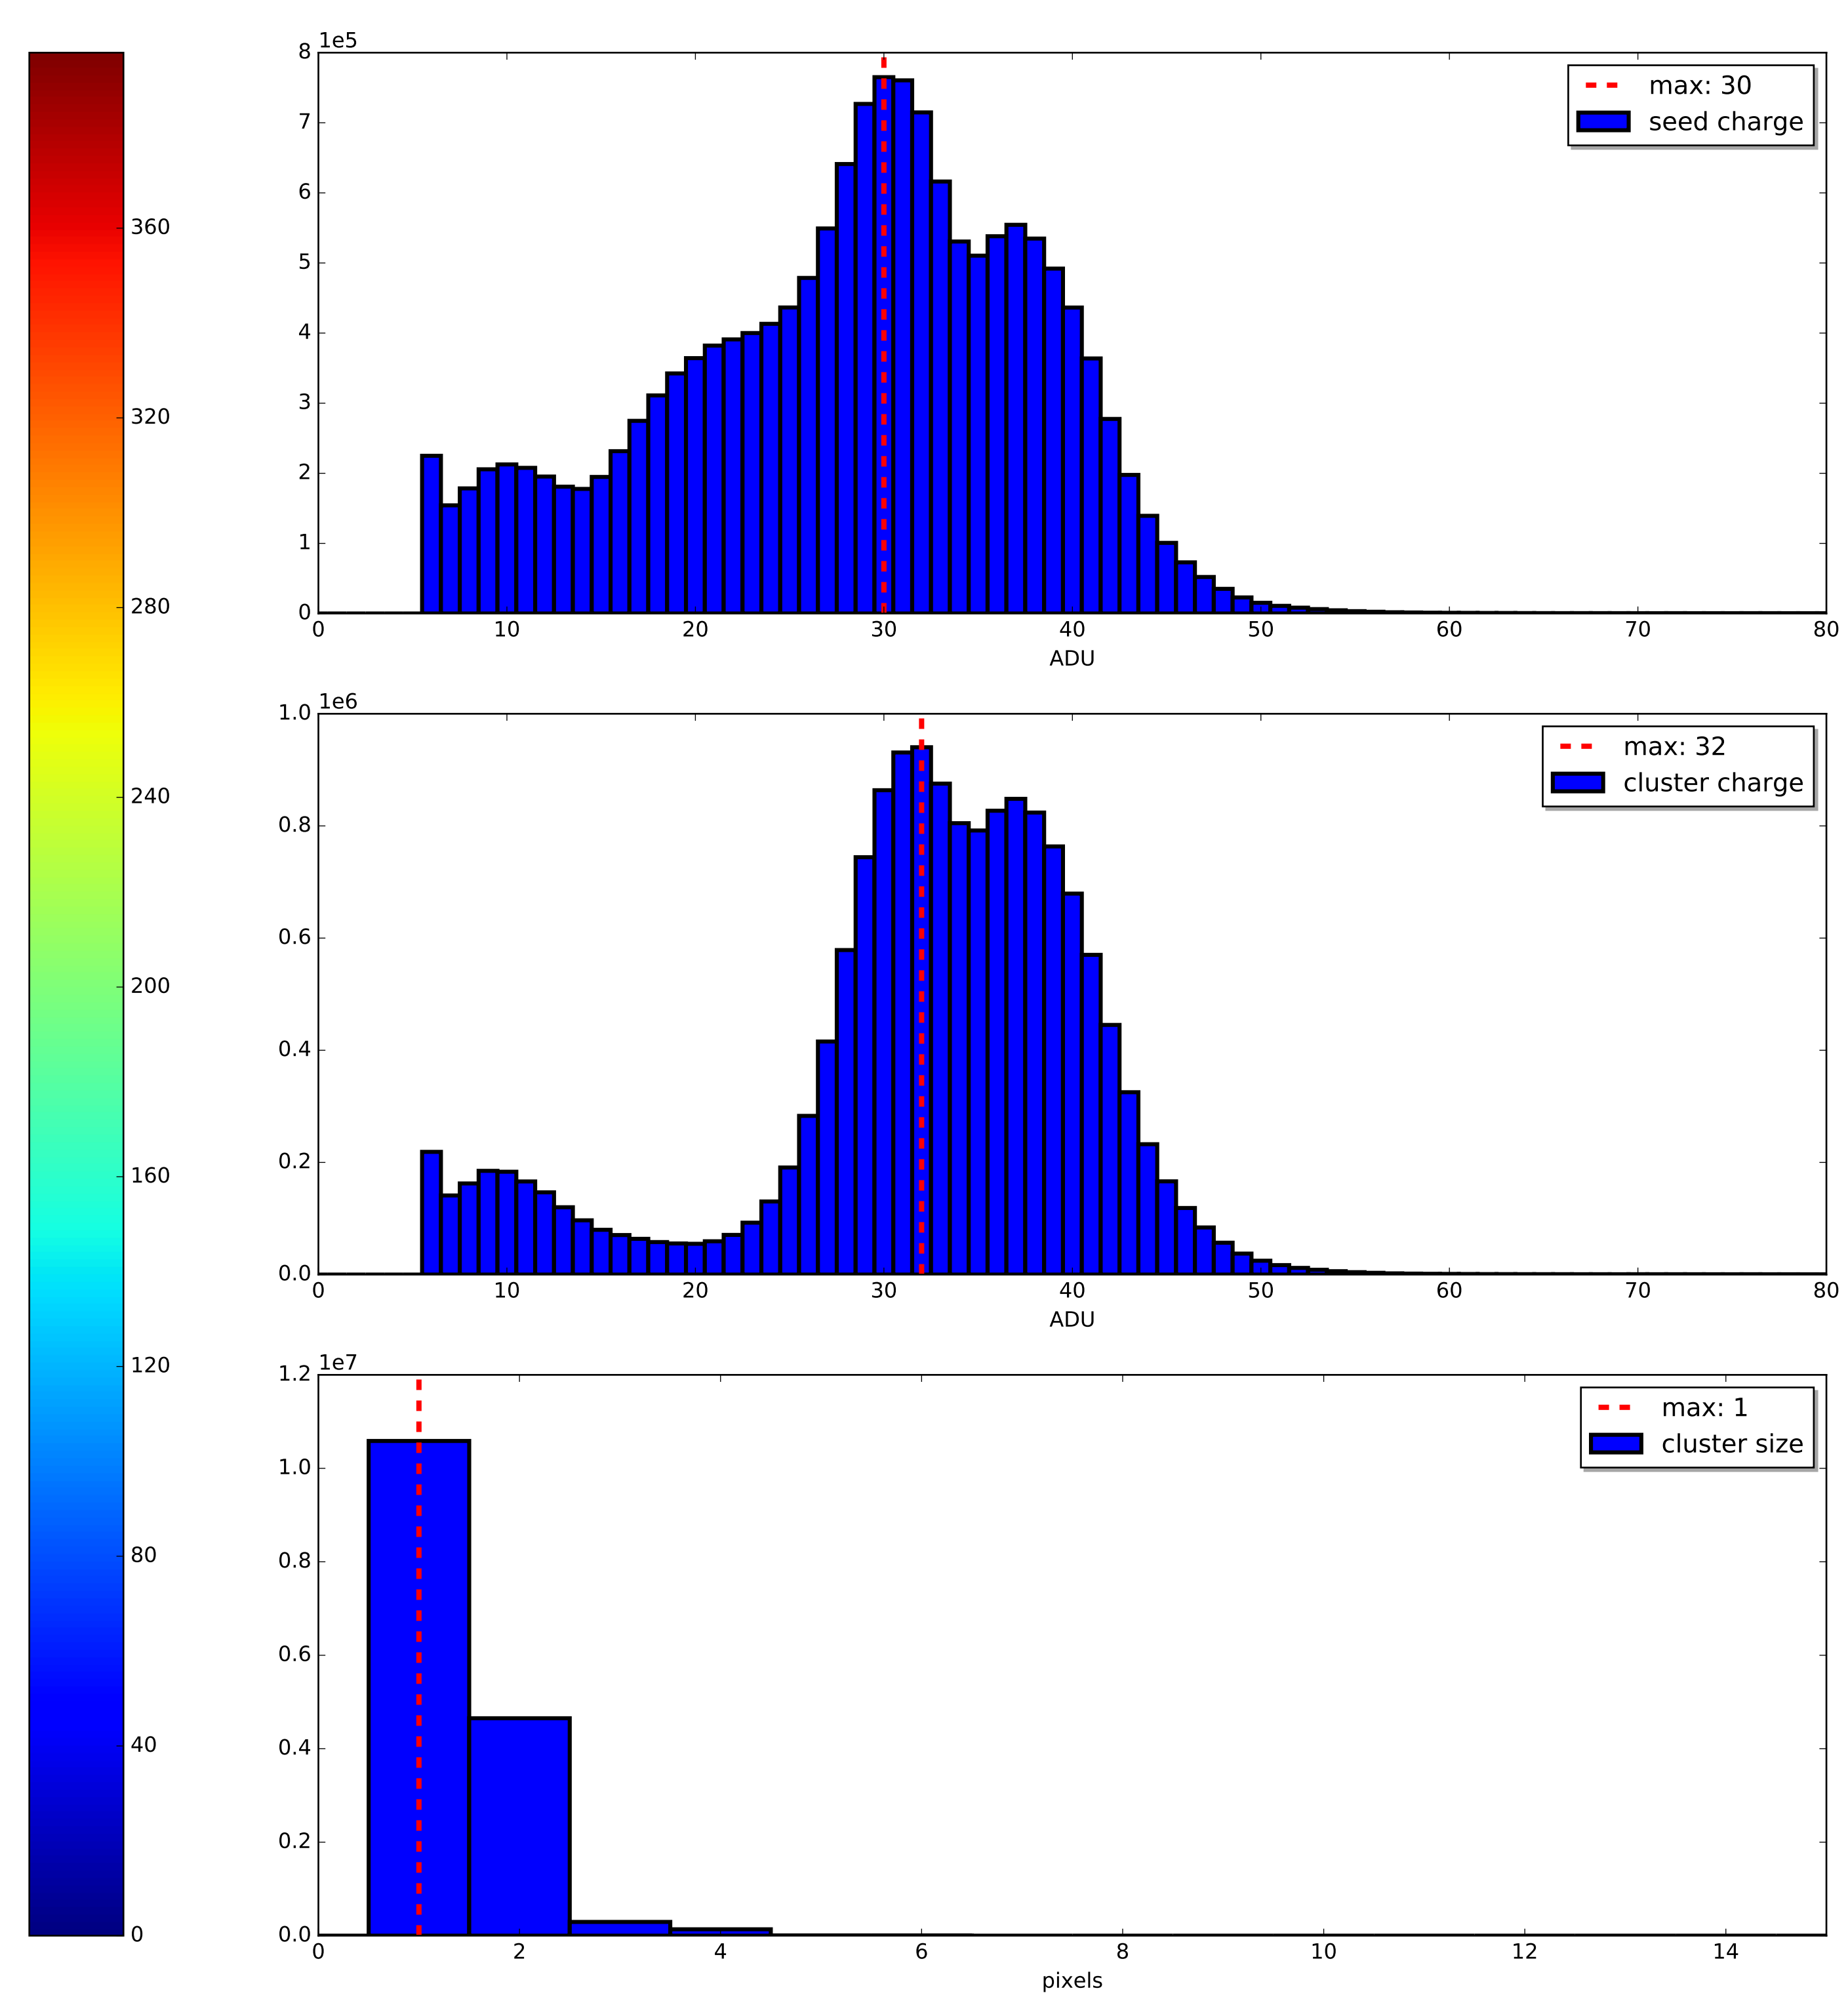 360
320
280
240
200
160
120
80
40
0
1e5
8
7
6
5
4
3
2
1
0
max: 30
seed charge
0 10 20 30 40 50 60 70 80
ADU
1e6
1.0
0.8
0.6
0.4
0.2
0.0
max: 32
cluster charge
0 10 20 30 40 50 60 70 80
ADU
1e7
1.2
1.0
0.8
0.6
0.4
0.2
0.0
max: 1
cluster size
0 2 4 6 8 10 12 14
pixels